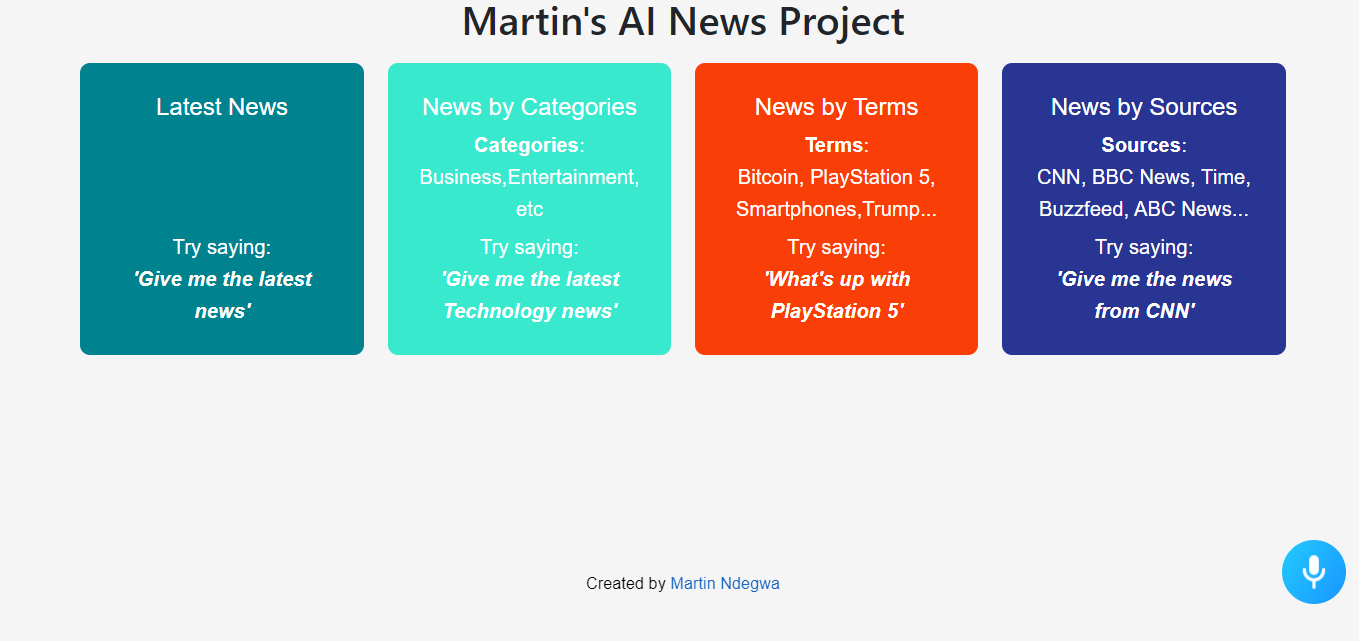 Martin's AI News Project
Latest News
Try saying:
'Give me the latest
news'
News by Categories
Categories:
Business,Entertainment,
etc
Try saying:
'Give me the latest
Technology news'
News by Terms
Terms:
Bitcoin, PlayStation 5,
Smartphones,Trump...
Try saying:
'What's up with
PlayStation 5'
News by Sources
Sources:
CNN, BBC News, Time,
Buzzfeed, ABC News...
Try saying:
'Give me the news
from CNN'
Created by Martin Ndegwa